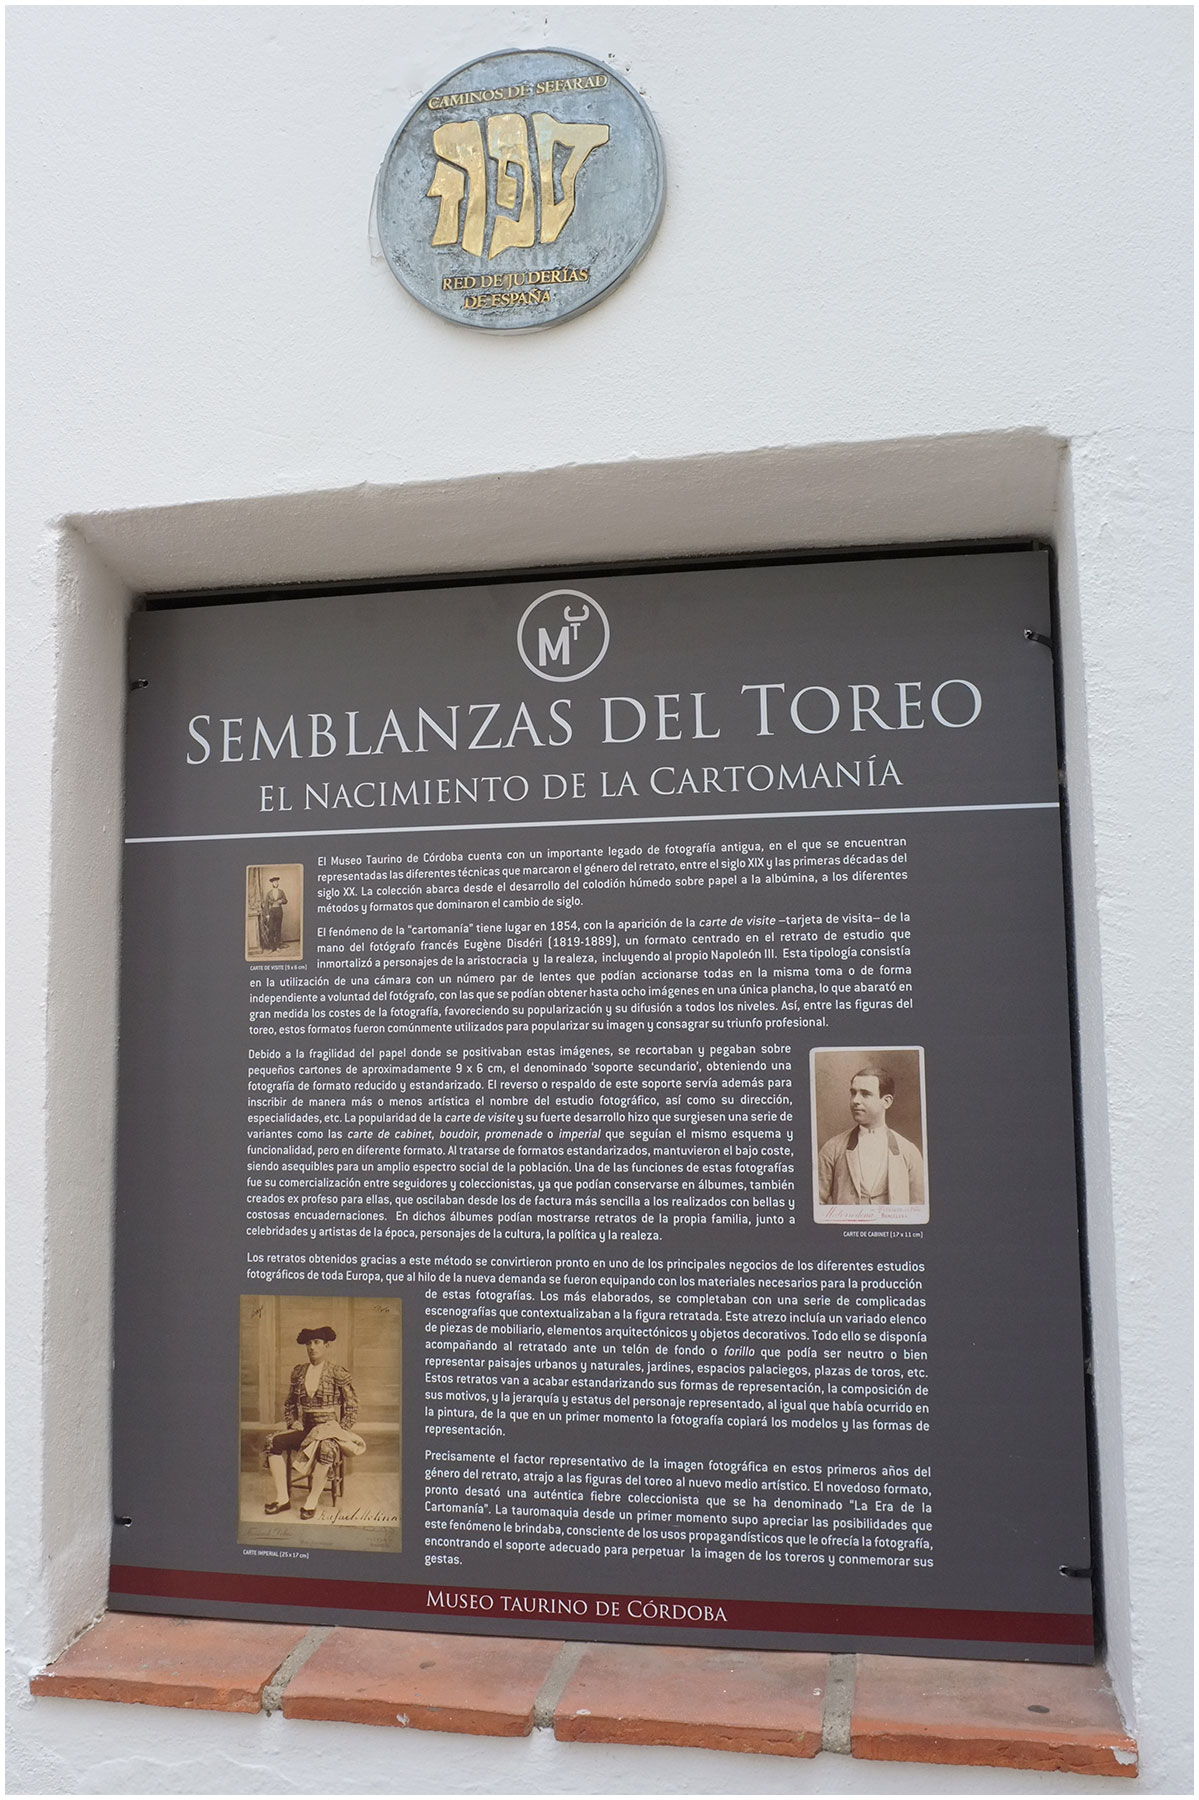 CAMINOS DE SEFARAD
RED DE JUDERÍAS
DE ESPAÑA
MT
SEMBLANZAS DEL TOREO
EL NACIMIENTO DE LA CARTOMANÍA
El Museo Taurino de Córdoba cuenta con un importante legado de fotografía antigua, en el que se encuentran
representadas las diferentes técnicas que marcaron el género del retrato, entre el siglo XIX y las primeras décadas del
siglo XX. La colección abarca desde el desarrollo del colodión húmedo sobre papel a la albúmina, a los diferentes
métodos y formatos que dominaron el cambio de siglo.
El fenómeno de la "cartomanía" tiene lugar en 1854, con la aparición de la carte de visite –tarjeta de visita– de la
mano del fotógrafo francés Eugène Disdéri (1819-1889), un formato centrado en el retrato de estudio que
inmortalizó a personajes de la aristocracia y la realeza, incluyendo al propio Napoleón III. Esta tipología consistía
CARTE DE VISITE (9 x 6 cm)
en la utilización de una cámara con un número par de lentes que podían accionarse todas en la misma toma o de forma
independiente a voluntad del fotógrafo, con las que se podían obtener hasta ocho imágenes en una única plancha, lo que abarató en
gran medida los costes de la fotografía, favoreciendo su popularización y su difusión a todos los niveles. Así, entre las figuras del
toreo, estos formatos fueron comúnmente utilizados para popularizar su imagen y consagrar su triunfo profesional.
Debido a la fragilidad del papel donde se positivaban estas imágenes, se recortaban y pegaban sobre
pequeños cartones de aproximadamente 9 x 6 cm, el denominado 'soporte secundario', obteniendo una
fotografía de formato reducido y estandarizado. El reverso o respaldo de este soporte servía además para
inscribir de manera más o menos artística el nombre del estudio fotográfico, así como su dirección,
especialidades, etc. La popularidad de la carte de visite y su fuerte desarrollo hizo que surgiesen una serie de
variantes como las carte de cabinet, boudoir, promenade o imperial que seguían el mismo esquema y
funcionalidad, pero en diferente formato. Al tratarse de formatos estandarizados, mantuvieron el bajo coste,
siendo asequibles para un amplio espectro social de la población. Una de las funciones de estas fotografías
fue su comercialización entre seguidores y coleccionistas, ya que podían conservarse en álbumes, también
creados ex profeso para ellas, que oscilaban desde los de factura más sencilla a los realizados con bellas y
costosas encuadernaciones. En dichos álbumes podían mostrarse retratos de la propia familia, junto a
celebridades y artistas de la época, personajes de la cultura, la política y la realeza.
BARCELONA
CARTE DE CABINET (17 x 11 cm)
Los retratos obtenidos gracias a este método se convirtieron pronto en uno de los principales negocios de los diferentes estudios
fotográficos de toda Europa, que al hilo de la nueva demanda se fueron equipando con los materiales necesarios para la producción
de estas fotografías. Los más elaborados, se completaban con una serie de complicadas
escenografías que contextualizaban a la figura retratada. Este atrezo incluía un variado elenco
de piezas de mobiliario, elementos arquitectónicos y objetos decorativos. Todo ello se disponía
acompañando al retratado ante un telón de fondo o forillo que podía ser neutro o bien
representar paisajes urbanos y naturales, jardines, espacios palaciegos, plazas de toros, etc.
Estos retratos van a acabar estandarizando sus formas de representación, la composición de
sus motivos, y la jerarquía y estatus del personaje representado, al igual que había ocurrido en
la pintura, de la que en un primer momento la fotografía copiará los modelos y las formas de
representación.
Precisamente el factor representativo de la imagen fotográfica en estos primeros años del
género del retrato, atrajo a las figuras del toreo al nuevo medio artístico. El novedoso formato,
pronto desató una auténtica fiebre coleccionista que se ha denominado "La Era de la
Cartomanía". La tauromaquia desde un primer momento supo apreciar las posibilidades que
este fenómeno le brindaba, consciente de los usos propagandísticos que le ofrecía la fotografía,
encontrando el soporte adecuado para perpetuar la imagen de los toreros y conmemorar sus
gestas.
Rafael Molina
CARTE IMPERIAL (25 x 17 cm)
MUSEO TAURINO DE CÓRDOBA